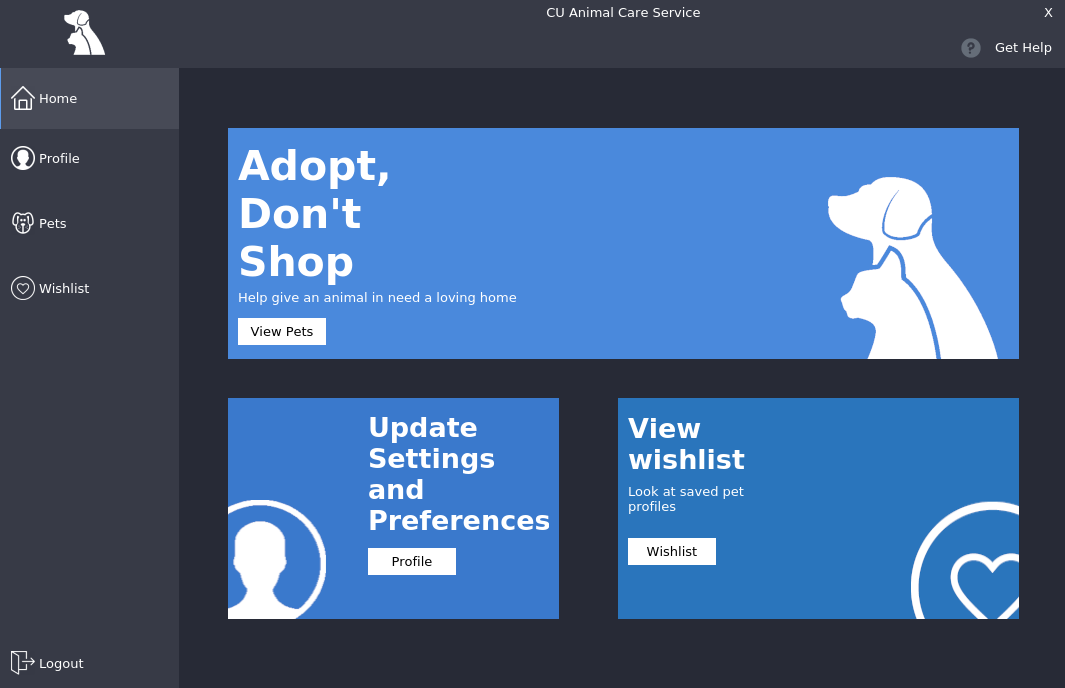 CU Animal Care Service
X
? Get Help
Home
Profile
Pets
Wishlist
Logout
Adopt,
Don't
Shop
Help give an animal in need a loving home
View Pets
Update
Settings
and
Preferences
Profile
View
wishlist
Look at saved pet
profiles
Wishlist